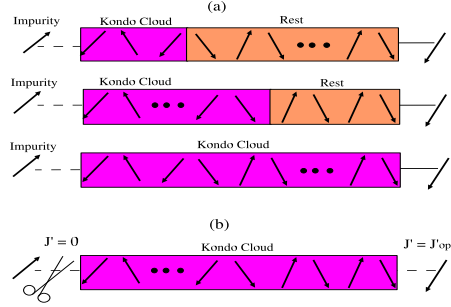 (a)
Impurity Kondo Cloud Rest
Impurity Kondo Cloud Rest
Impurity Kondo Cloud
(b)
J' = 0 Kondo Cloud J' = J'op